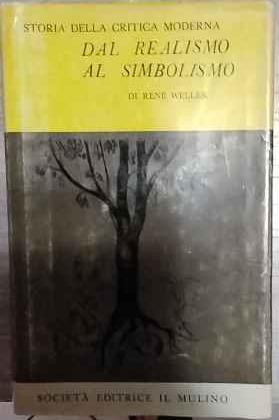 STORIA DELLA CRITICA MODERNA
DAL REALISMO
AL SIMBOLISMO
DI RENÉ WELLEK
SOCIETÀ EDITRICE IL MULINO